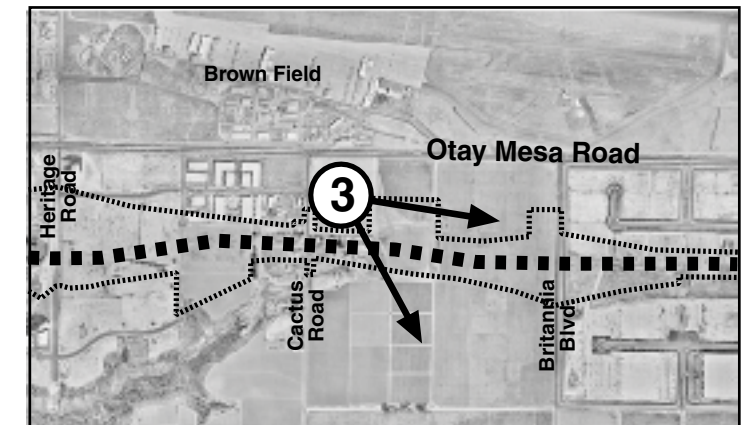 Brown Field
Otay Mesa Road
Heritage
Road
3
Cactus
Road
Britannia
Blvd